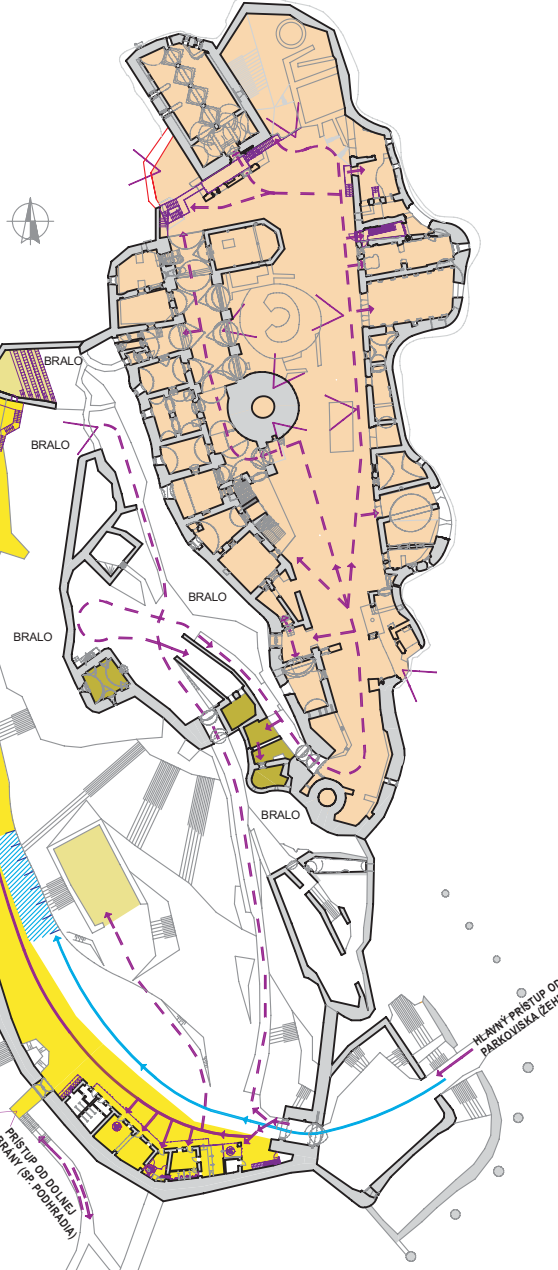 BRALO
BRALO
BRALO
BRALO
BRALO
HLAVNÝ PRÍSTUP OD
PARKOVISKA (ŽEH
PRÍSTUP OD DOLNEJ
BRÁNY (SP. PODHRADIA)